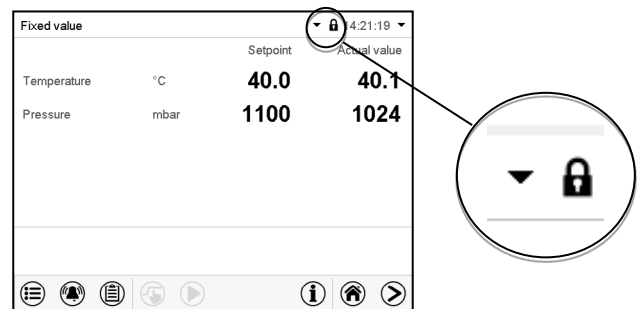 Fixed value 14:21:19
Setpoint Actual value
Temperature °C 40.0 40.1
Pressure mbar 1100 1024